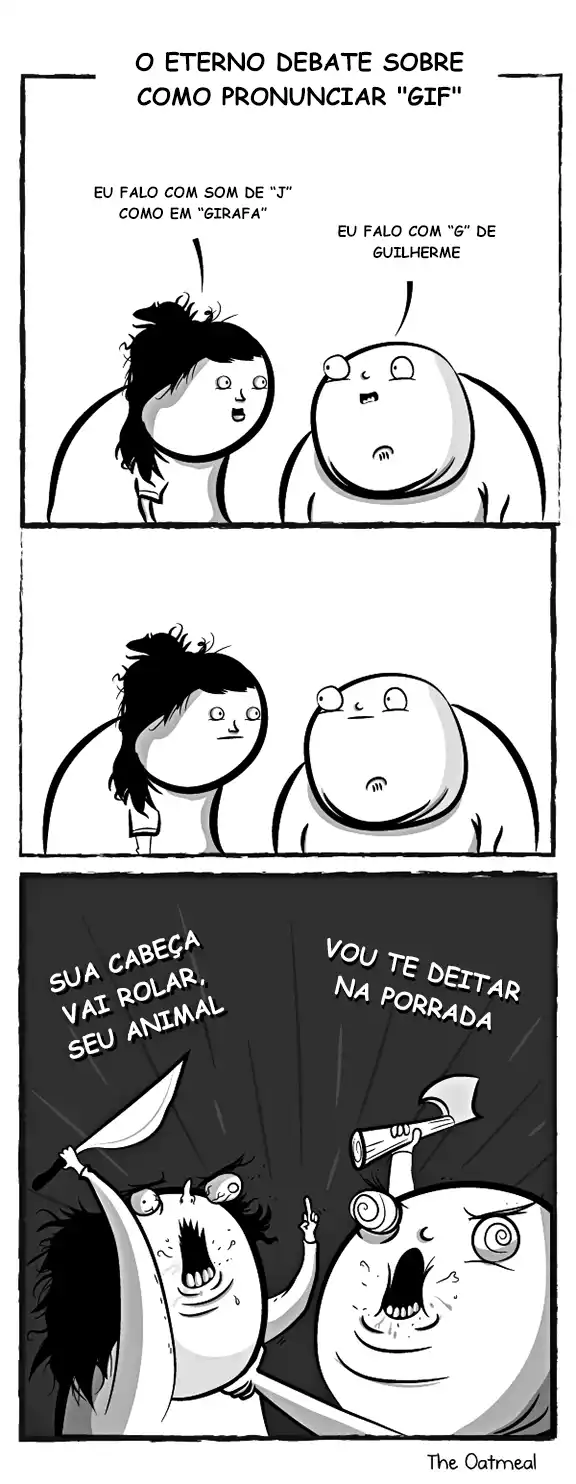 O ETERNO DEBATE SOBRE
COMO PRONUNCIAR "GIF"
EU FALO COM SOM DE “J”
COMO EM “GIRAFA”
EU FALO COM “G” DE
GUILHERME
SUA CABEÇA
VAI ROLAR,
SEU ANIMAL
VOU TE DEITAR
NA PORRADA
The Oatmeal